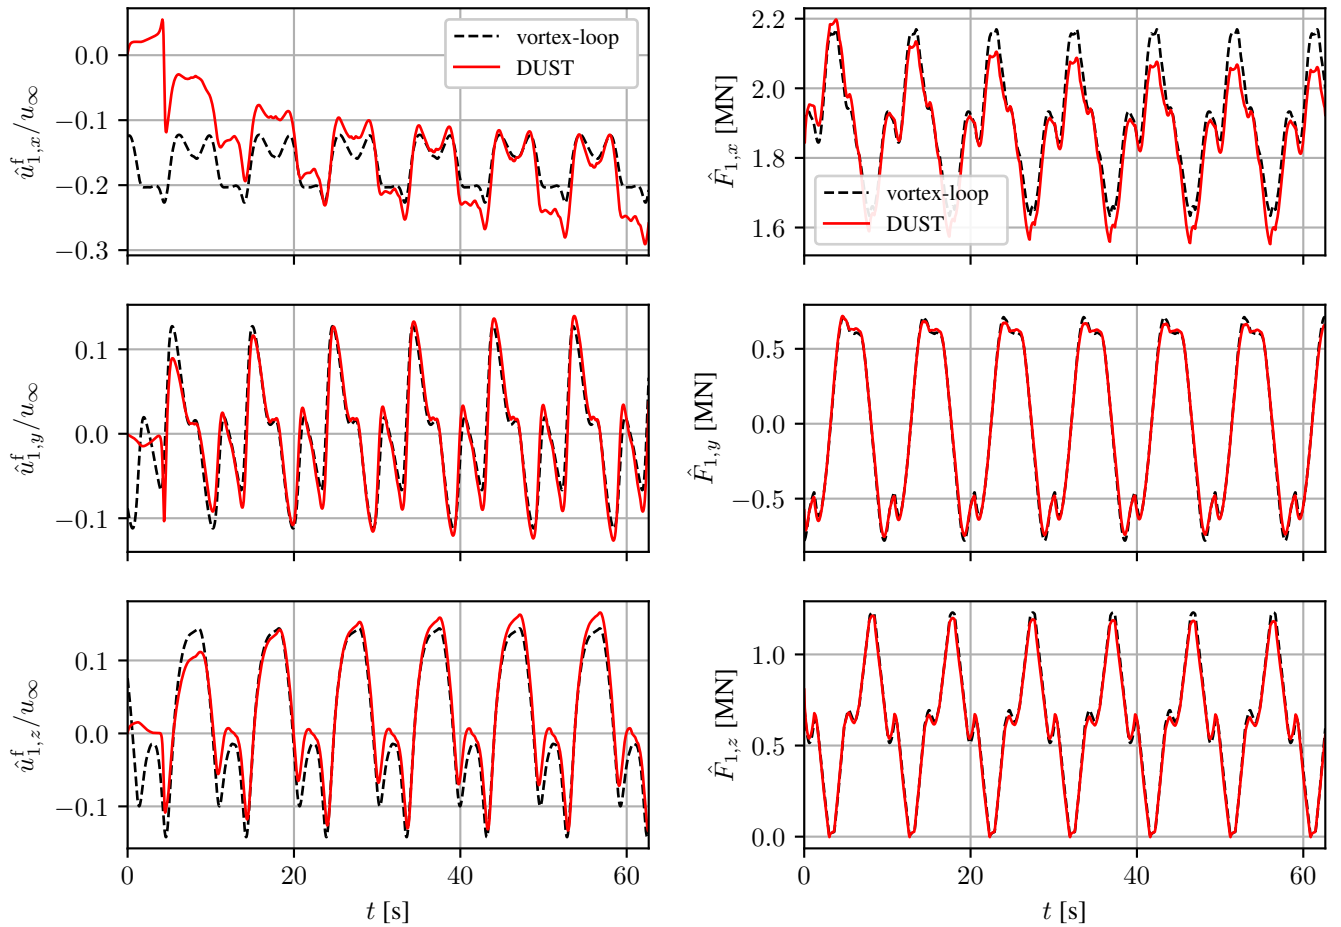 0.0
−0.1
−0.2
−0.3
û^f_{1,x}/u_∞
vortex-loop
DUST
2.2
2.0
1.8
1.6
F̂_{1,x} [MN]
vortex-loop
DUST
0.1
0.0
−0.1
û^f_{1,y}/u_∞
0.5
0.0
−0.5
F̂_{1,y} [MN]
0.1
0.0
−0.1
û^f_{1,z}/u_∞
0 20 40 60
t [s]
1.0
0.5
0.0
F̂_{1,z} [MN]
0 20 40 60
t [s]